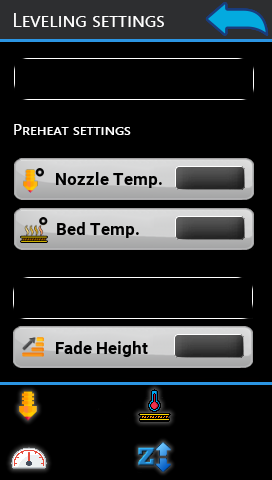 Leveling settings
Preheat settings
Nozzle Temp.
Bed Temp.
Fade Height
Z